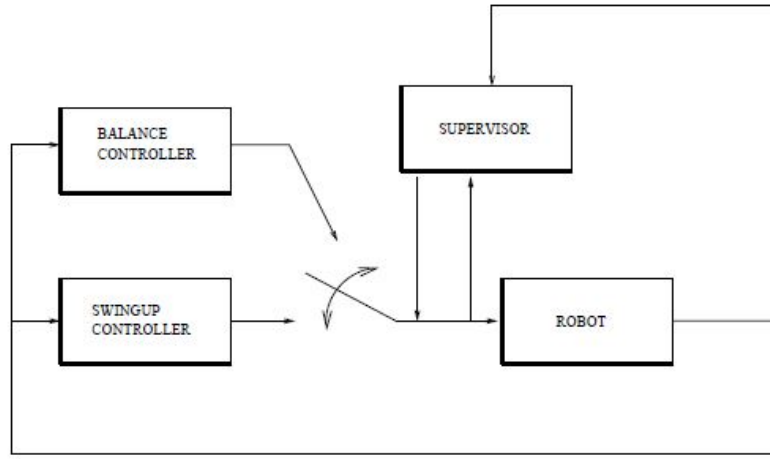 BALANCE
CONTROLLER
SUPERVISOR
SWINGUP
CONTROLLER
ROBOT